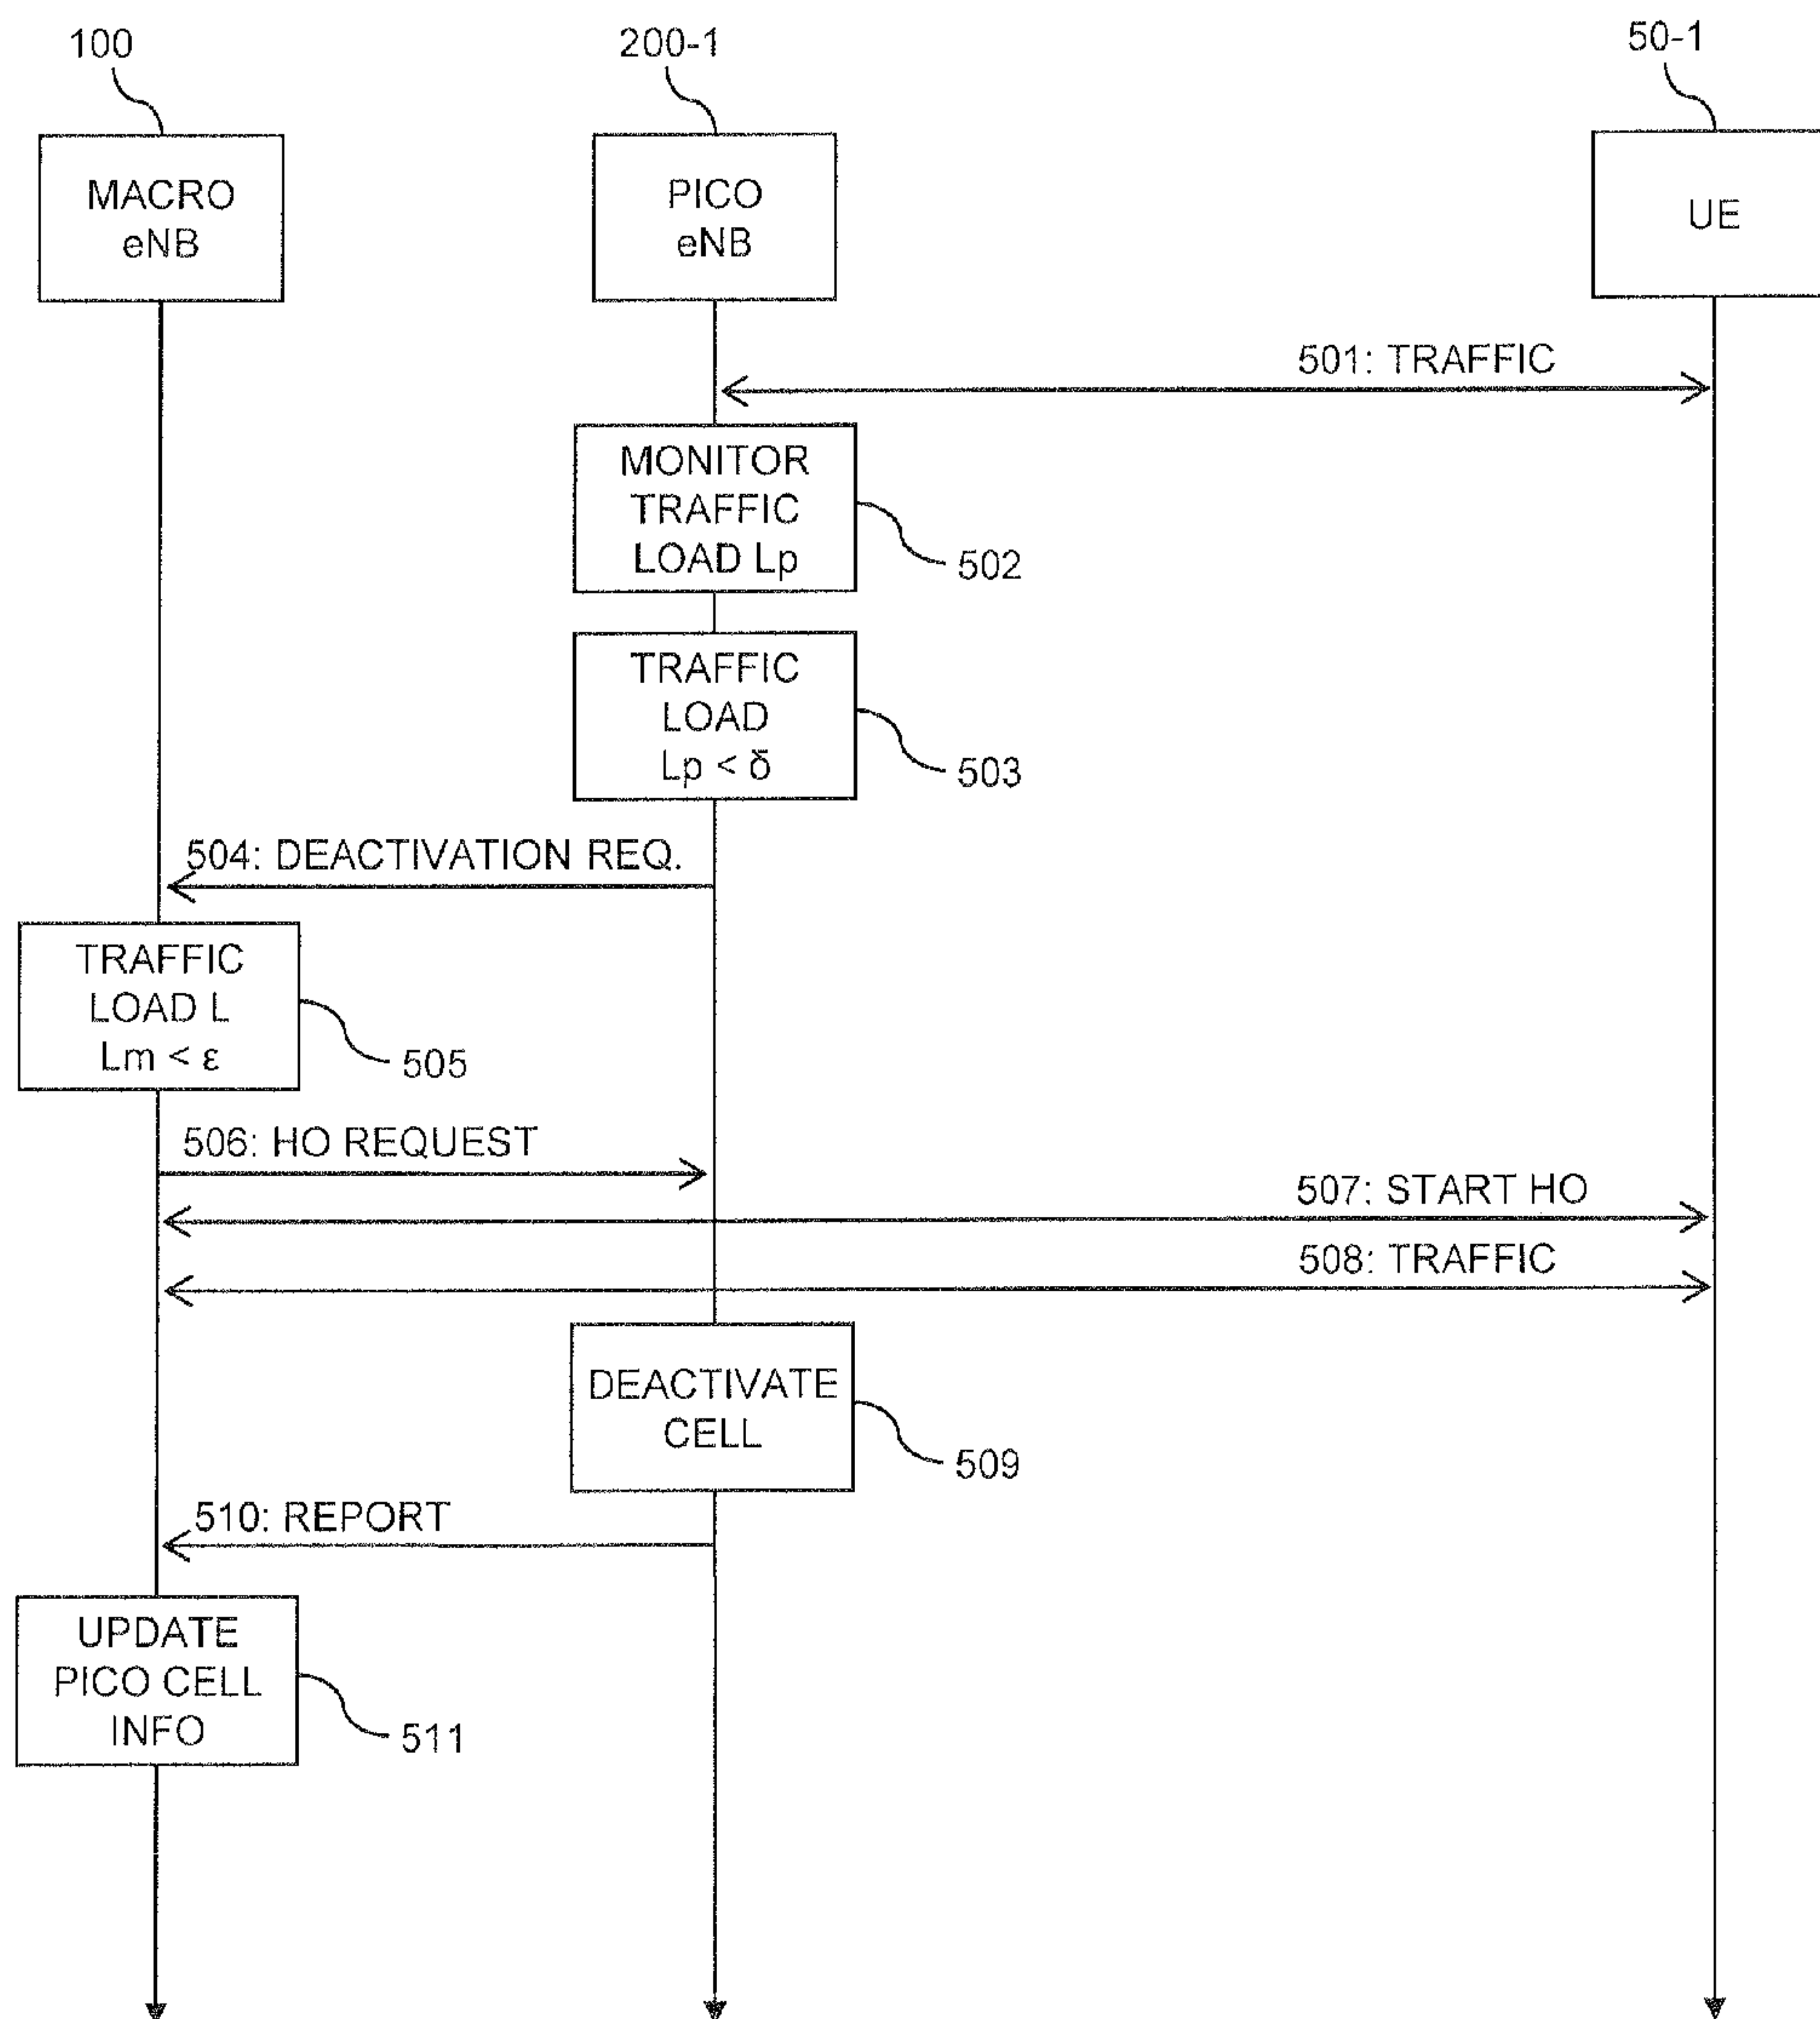 100
200-1
50-1
MACRO
eNB
PICO
eNB
UE
501: TRAFFIC
MONITOR
TRAFFIC
LOAD Lp
502
TRAFFIC
LOAD
Lp < δ
503
504: DEACTIVATION REQ.
TRAFFIC
LOAD L
Lm < ε
505
506: HO REQUEST
507: START HO
508: TRAFFIC
DEACTIVATE
CELL
509
510: REPORT
UPDATE
PICO CELL
INFO
511